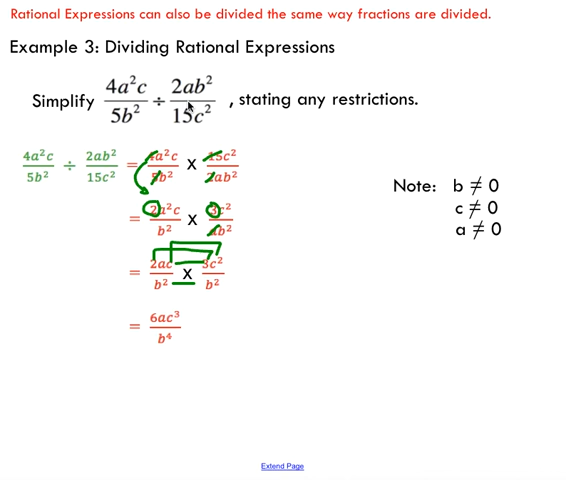 Rational Expressions can also be divided the same way fractions are divided.
Example 3: Dividing Rational Expressions
Simplify 4a²c/5b² ÷ 2ab²/15c² , stating any restrictions.
4a²c/5b² ÷ 2ab²/15c² = 4a²c/5b² x 15c²/2ab²
Note: b ≠ 0
c ≠ 0
a ≠ 0
= 2a²c/b² x 3c²/ab²
= 2ac/b² x 3c²/b²
= 6ac³/b⁴
Extend Page